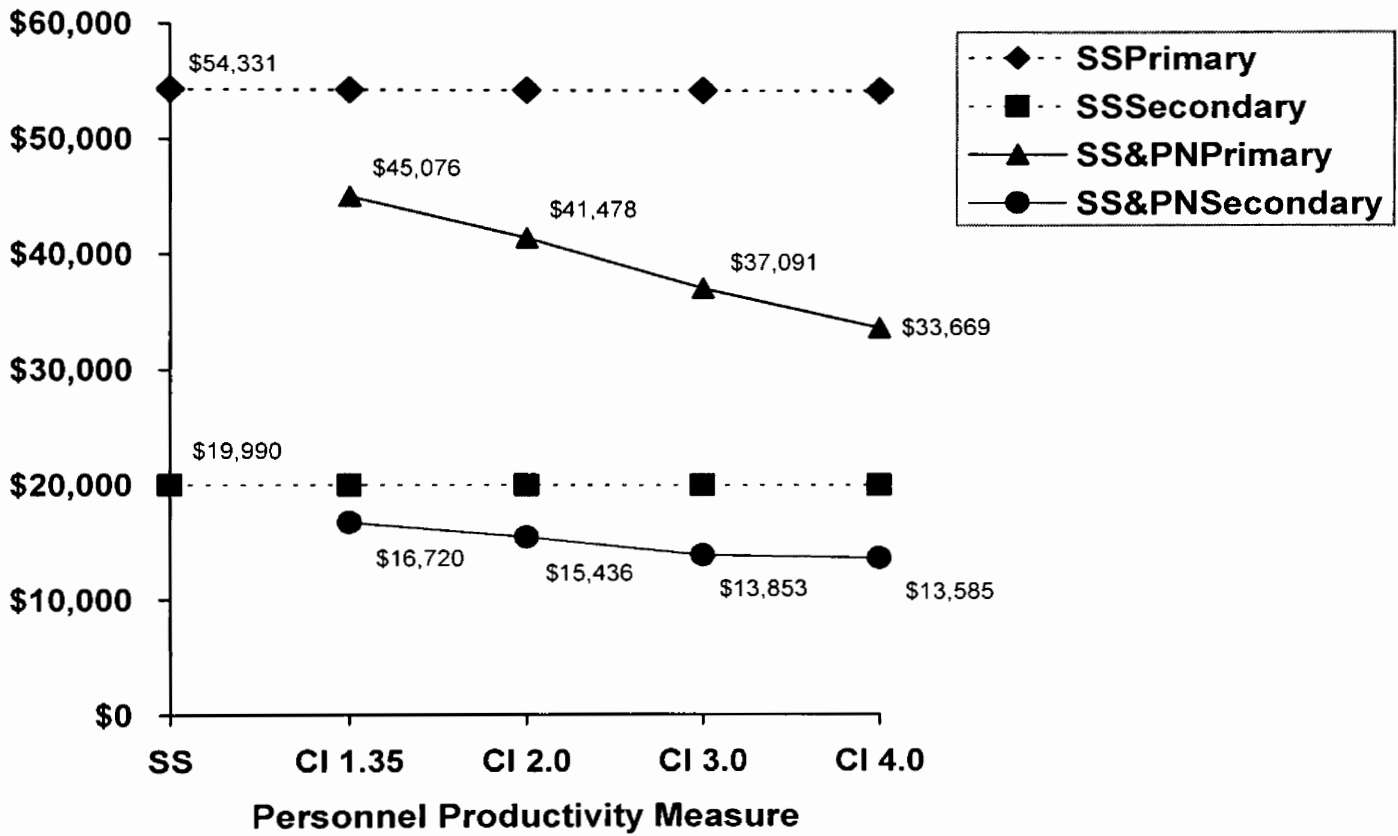 $60,000
$54,331
SSPrimary
SSSecondary
SS&PNPrimary
SS&PNSecondary
$50,000
$45,076
$41,478
$40,000
$37,091
$33,669
$30,000
$19,990
$20,000
$16,720
$15,436
$13,853
$13,585
$10,000
$0
SS CI 1.35 CI 2.0 CI 3.0 CI 4.0
Personnel Productivity Measure